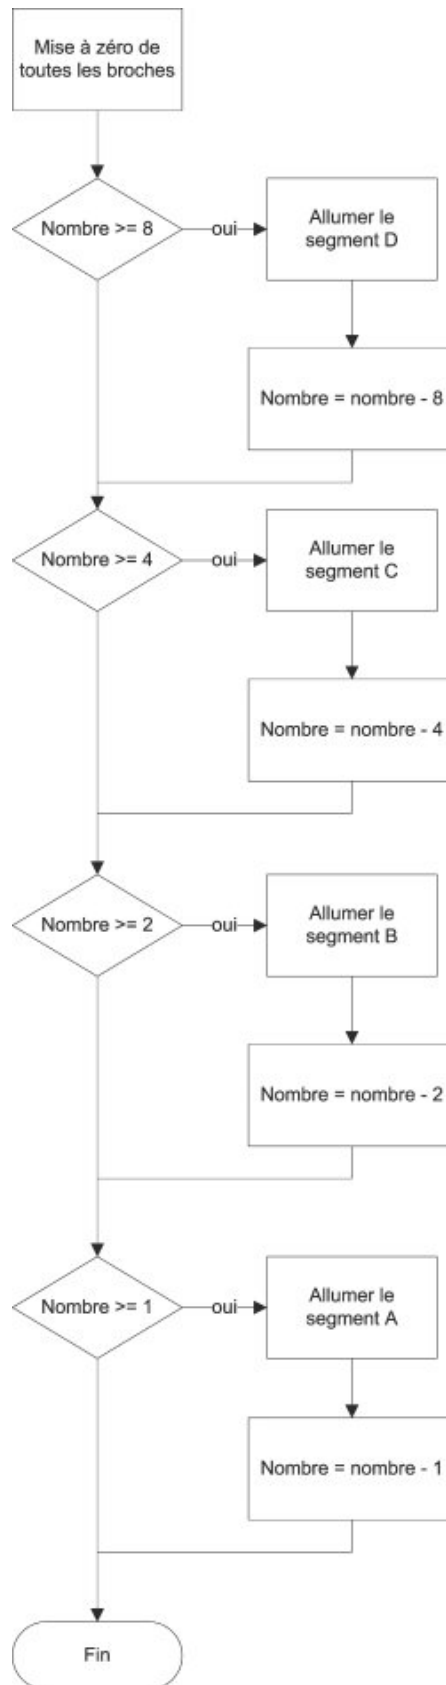 Mise à zéro de
toutes les broches
Nombre >= 8
oui
Allumer le
segment D
Nombre = nombre - 8
Nombre >= 4
oui
Allumer le
segment C
Nombre = nombre - 4
Nombre >= 2
oui
Allumer le
segment B
Nombre = nombre - 2
Nombre >= 1
oui
Allumer le
segment A
Nombre = nombre - 1
Fin